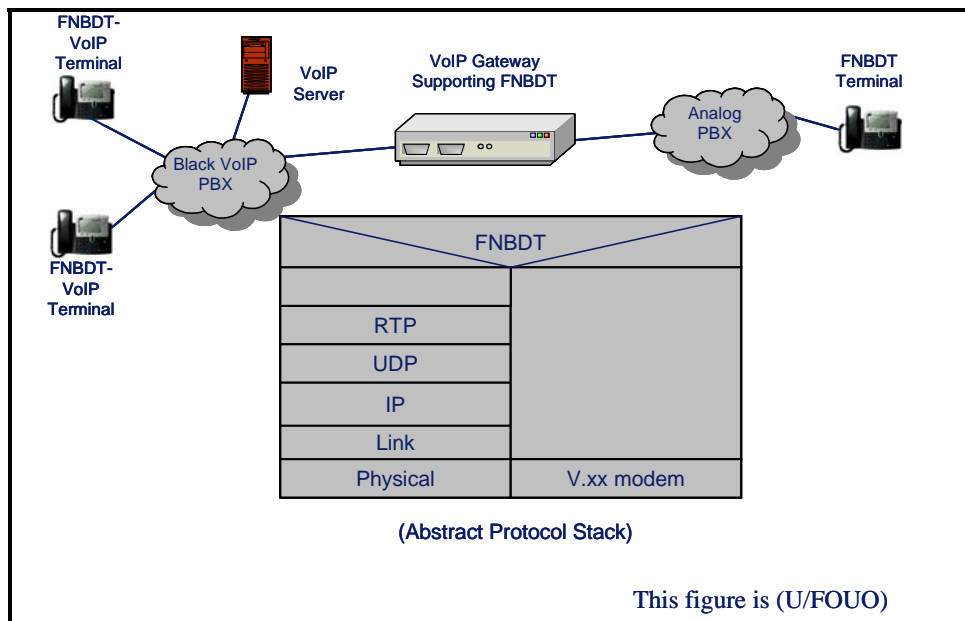 FNBDT-
VoIP
Terminal
VoIP
Server
VoIP Gateway
Supporting FNBDT
FNBDT
Terminal
Analog
PBX
Black VoIP
PBX
FNBDT-
VoIP
Terminal
FNBDT
RTP
UDP
IP
Link
Physical
V.xx modem
(Abstract Protocol Stack)
This figure is (U/FOUO)